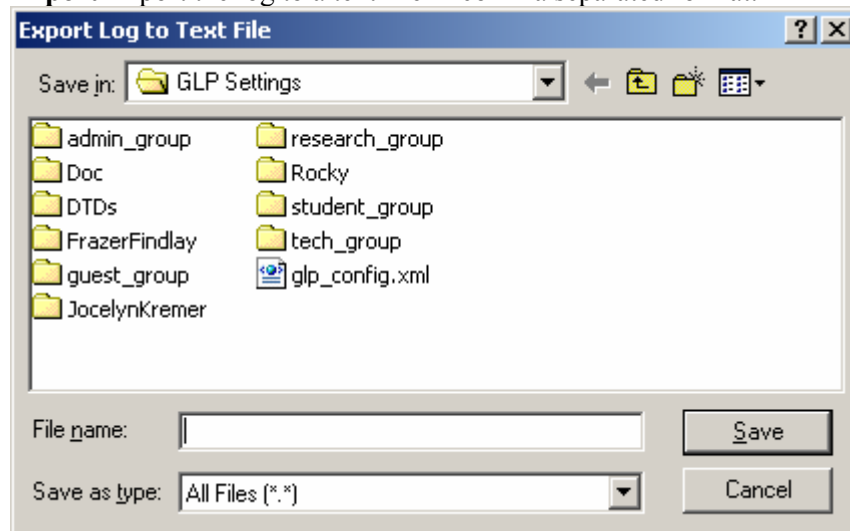 Export Log to Text File
Save in: GLP Settings
admin_group
Doc
DTDs
FrazerFindlay
guest_group
JocelynKremer
research_group
Rocky
student_group
tech_group
glp_config.xml
File name:
Save
Save as type: All Files (*.*)
Cancel